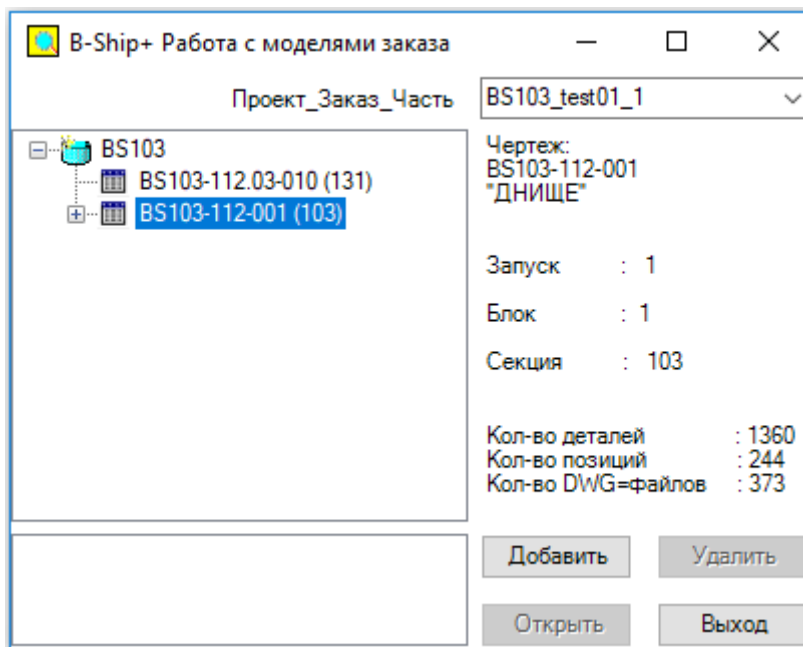 B-Ship+ Работа с моделями заказа
Проект_Заказ_Часть
BS103_test01_1
BS103
BS103-112.03-010 (131)
BS103-112-001 (103)
Чертеж:
BS103-112-001
"ДНИЩЕ"
Запуск : 1
Блок : 1
Секция : 103
Кол-во деталей : 1360
Кол-во позиций : 244
Кол-во DWG=файлов : 373
Добавить
Удалить
Открыть
Выход